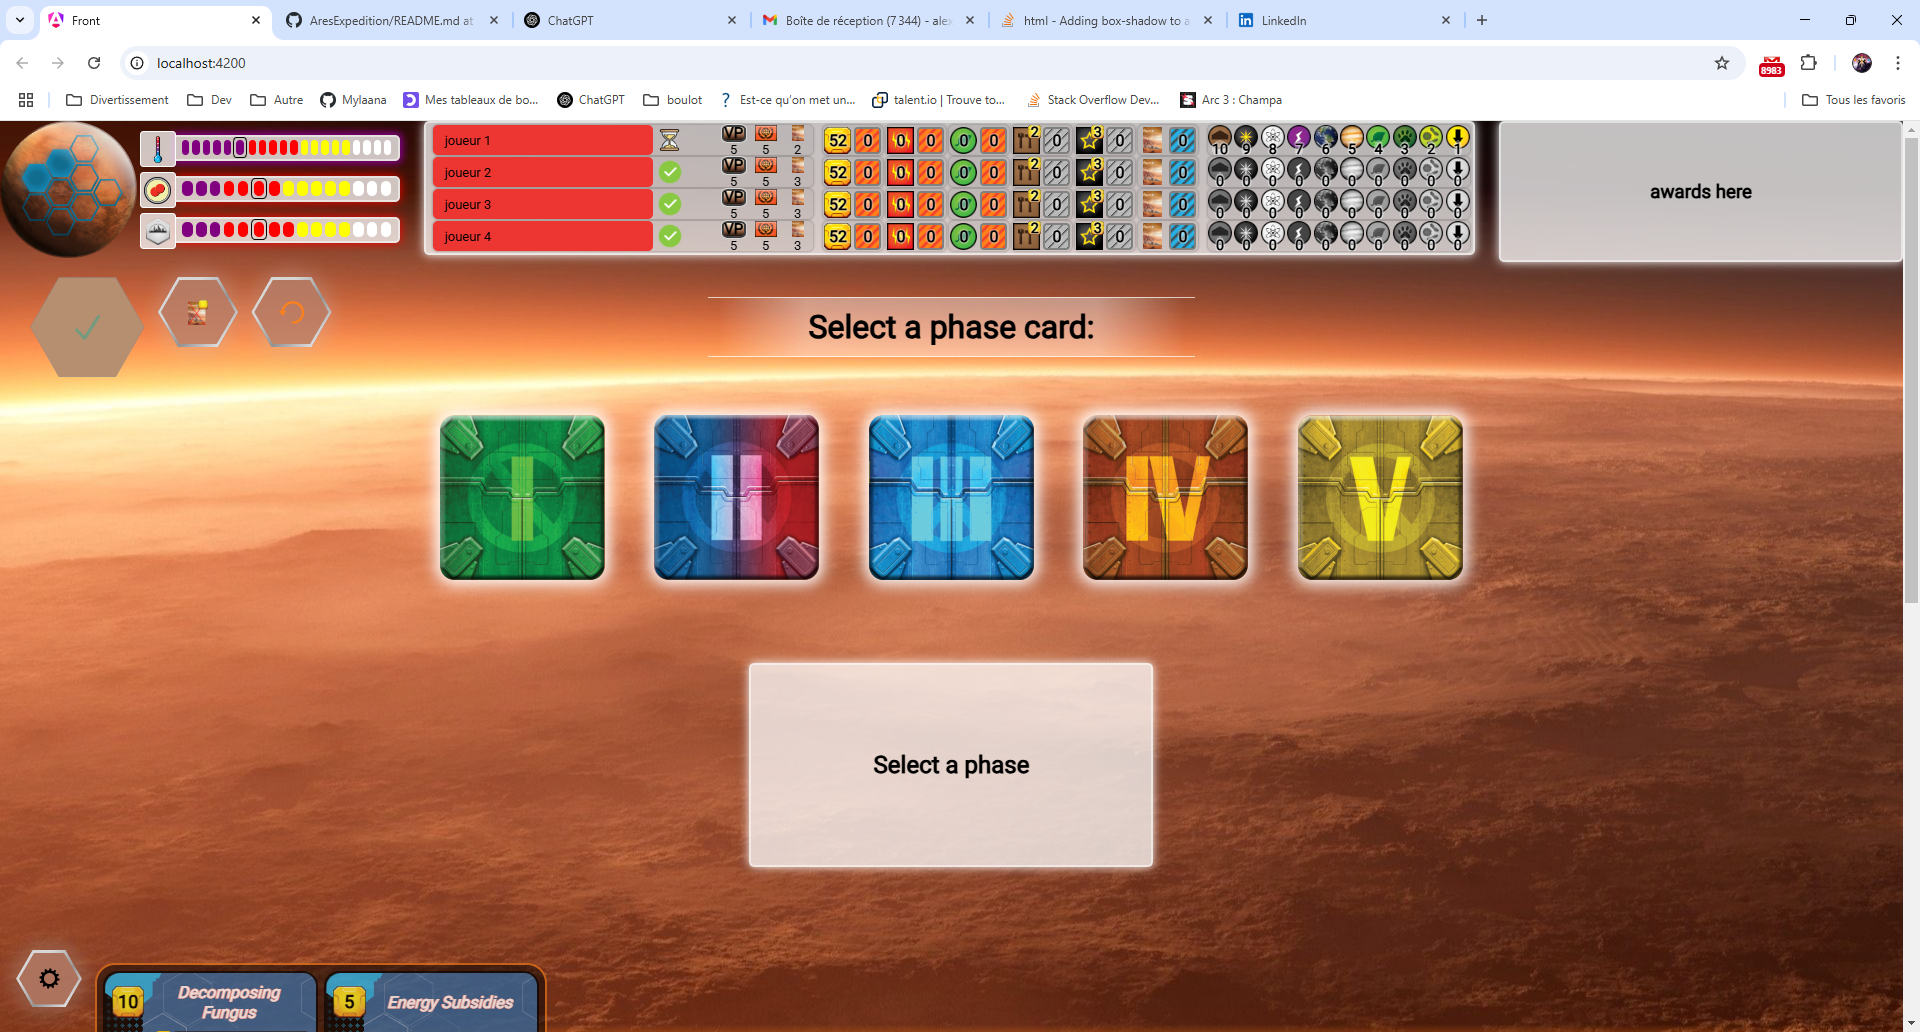 Front
AresExpedition/README.md at
ChatGPT
Boîte de réception (7 344) - alex
html - Adding box-shadow to a
LinkedIn
localhost:4200
8983
Divertissement
Dev
Autre
Mylaana
Mes tableaux de bo...
ChatGPT
boulot
Est-ce qu'on met un...
talent.io | Trouve to...
Stack Overflow Dev...
Arc 3 : Champa
Tous les favoris
joueur 1 VP 5 5 2 52 0 0 0 0 0 2 0 3 0 0 10 9 8 7 6 5 4 3 2 1
joueur 2 VP 5 5 3 52 0 0 0 0 0 2 0 3 0 0 0 0 0 0 0 0 0 0 0 0
joueur 3 VP 5 5 3 52 0 0 0 0 0 2 0 3 0 0 0 0 0 0 0 0 0 0 0 0
joueur 4 VP 5 5 3 52 0 0 0 0 0 2 0 3 0 0 0 0 0 0 0 0 0 0 0 0
awards here
Select a phase card:
I II III IV V
Select a phase
10 Decomposing
Fungus
5 Energy Subsidies